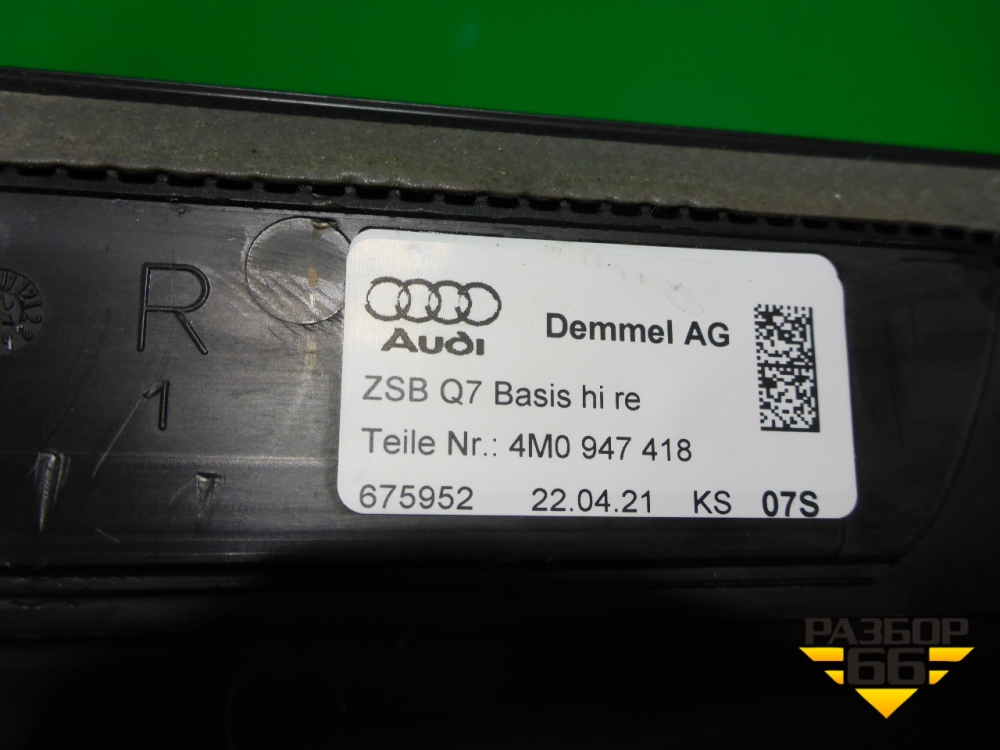 R
1
Audi
Demmel AG
ZSB Q7 Basis hi re
Teile Nr.: 4M0 947 418
675952 22.04.21 KS 07S
РАЗБОР
66